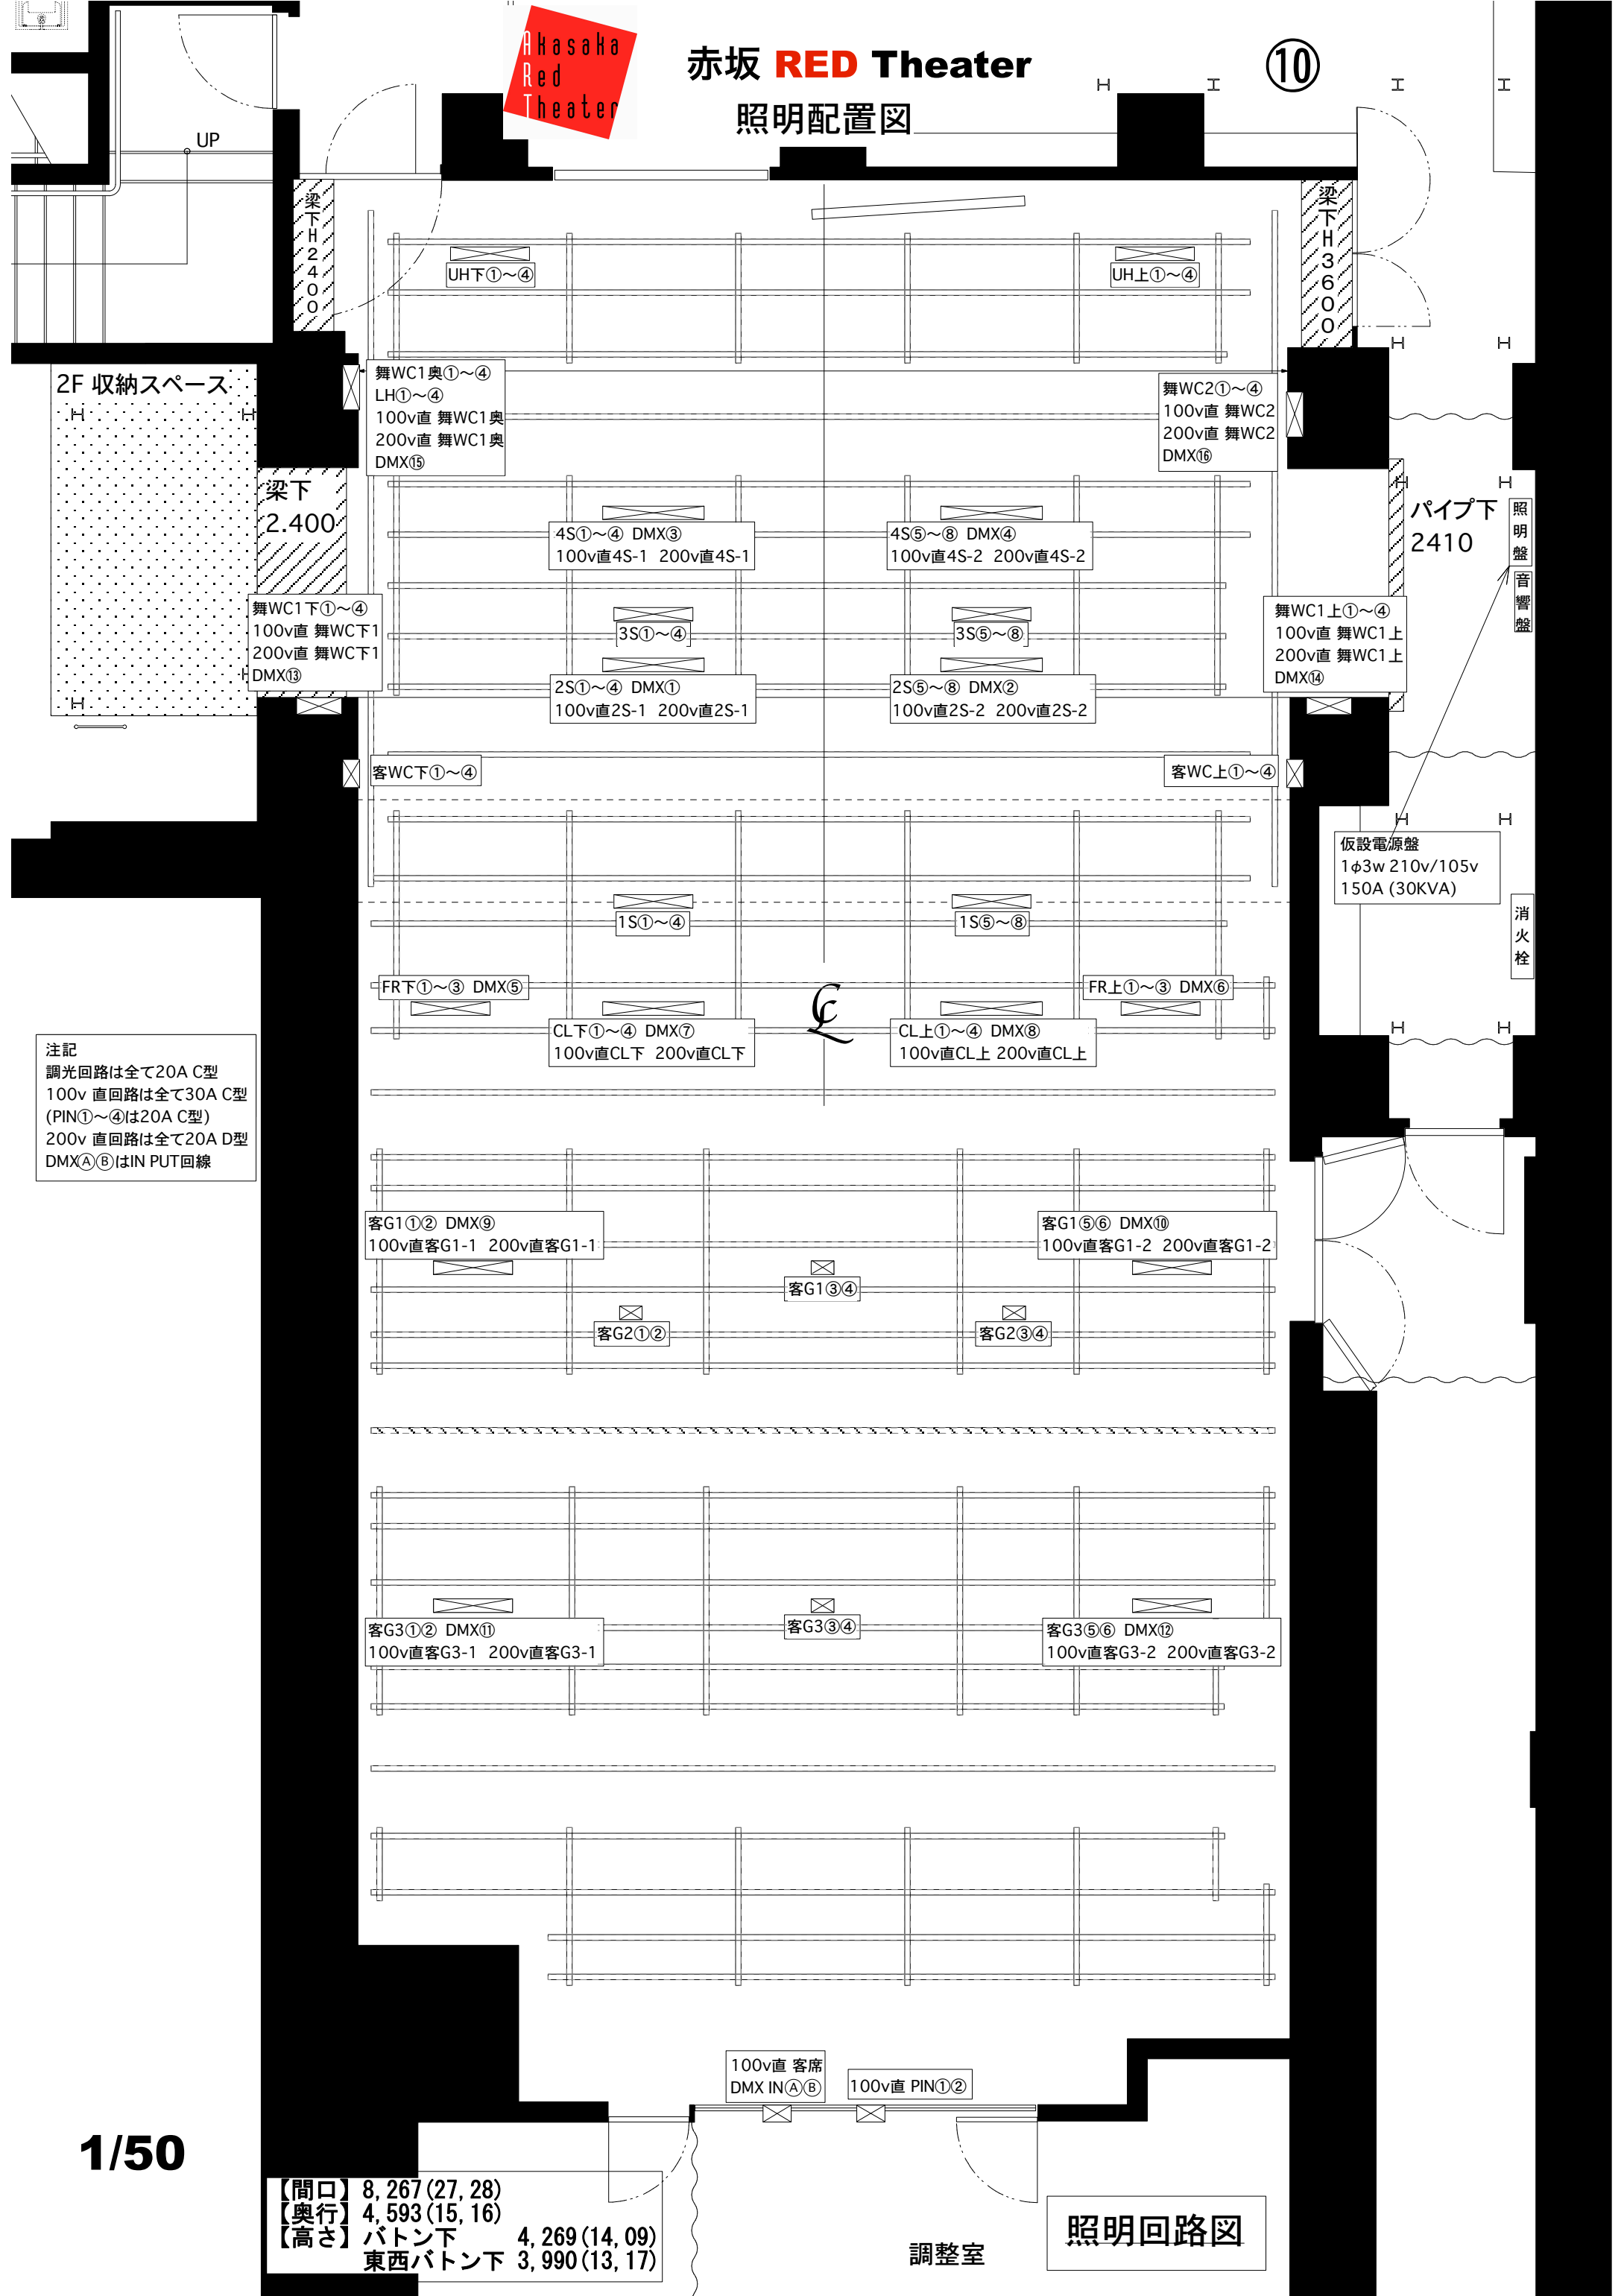 Akasaka
Red
Theater
赤坂 RED Theater
照明配置図
⑩
UP
梁下H2400
梁下H3600
UH下①〜④
UH上①〜④
2F 収納スペース
舞WC1奥①〜④
LH①〜④
100v直 舞WC1奥
200v直 舞WC1奥
DMX⑮
舞WC2①〜④
100v直 舞WC2
200v直 舞WC2
DMX⑯
梁下
2.400
4S①〜④ DMX③
100v直4S-1 200v直4S-1
4S⑤〜⑧ DMX④
100v直4S-2 200v直4S-2
パイプ下
2410
照明盤
音響盤
舞WC1下①〜④
100v直 舞WC下1
200v直 舞WC下1
DMX⑬
3S①〜④
3S⑤〜⑧
舞WC1上①〜④
100v直 舞WC1上
200v直 舞WC1上
DMX⑭
2S①〜④ DMX①
100v直2S-1 200v直2S-1
2S⑤〜⑧ DMX②
100v直2S-2 200v直2S-2
客WC下①〜④
客WC上①〜④
仮設電源盤
1φ3w 210v/105v
150A (30KVA)
消火栓
1S①〜④
1S⑤〜⑧
FR下①〜③ DMX⑤
FR上①〜③ DMX⑥
CL下①〜④ DMX⑦
100v直CL下 200v直CL下
CL上①〜④ DMX⑧
100v直CL上 200v直CL上
注記
調光回路は全て20A C型
100v 直回路は全て30A C型
(PIN①〜④は20A C型)
200v 直回路は全て20A D型
DMXⒶⒷはIN PUT回線
客G1①② DMX⑨
100v直客G1-1 200v直客G1-1
客G1⑤⑥ DMX⑩
100v直客G1-2 200v直客G1-2
客G1③④
客G2①②
客G2③④
客G3①② DMX⑪
100v直客G3-1 200v直客G3-1
客G3③④
客G3⑤⑥ DMX⑫
100v直客G3-2 200v直客G3-2
100v直 客席
DMX INⒶⒷ
100v直 PIN①②
1/50
【間口】8,267(27,28)
【奥行】4,593(15,16)
【高さ】バトン下 4,269(14,09)
東西バトン下 3,990(13,17)
調整室
照明回路図